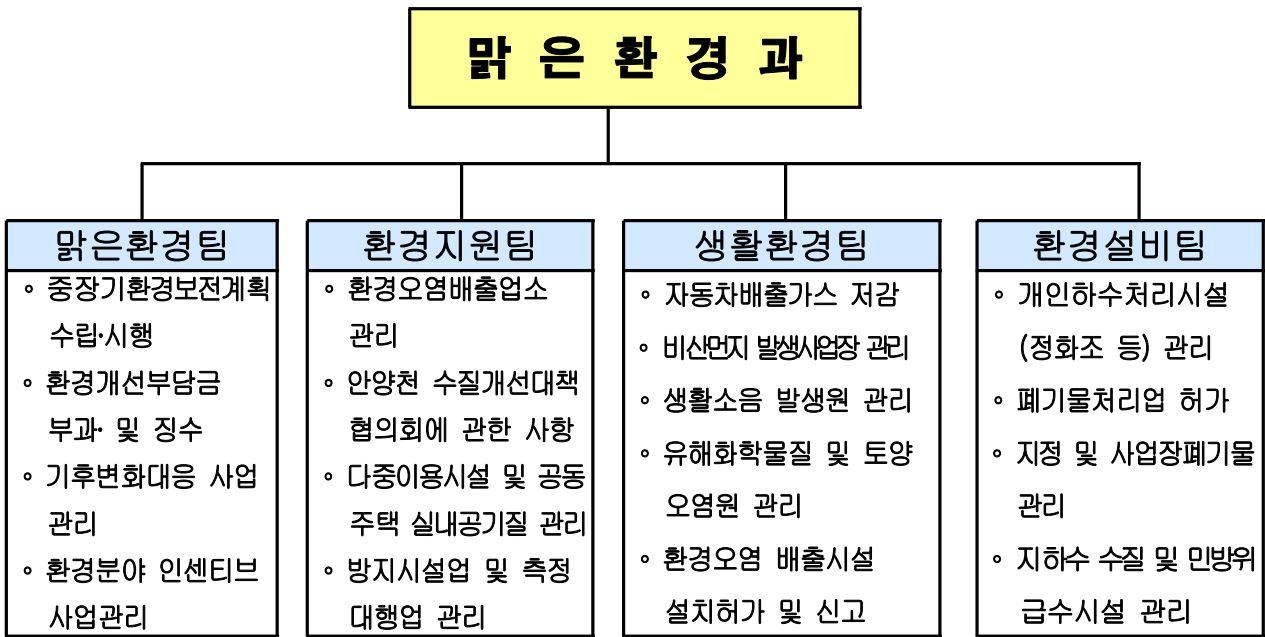 맑 은 환 경 과
맑은환경팀
◦ 중장기환경보전계획
수립·시행
◦ 환경개선부담금
부과· 및 징수
◦ 기후변화대응 사업
관리
◦ 환경분야 인센티브
사업관리
환경지원팀
◦ 환경오염배출업소
관리
◦ 안양천 수질개선대책
협의회에 관한 사항
◦ 다중이용시설 및 공동
주택 실내공기질 관리
◦ 방지시설업 및 측정
대행업 관리
생활환경팀
◦ 자동차배출가스 저감
◦ 비산먼지 발생사업장 관리
◦ 생활소음 발생원 관리
◦ 유해화학물질 및 토양
오염원 관리
◦ 환경오염 배출시설
설치허가 및 신고
환경설비팀
◦ 개인하수처리시설
(정화조 등) 관리
◦ 폐기물처리업 허가
◦ 지정 및 사업장폐기물
관리
◦ 지하수 수질 및 민방위
급수시설 관리